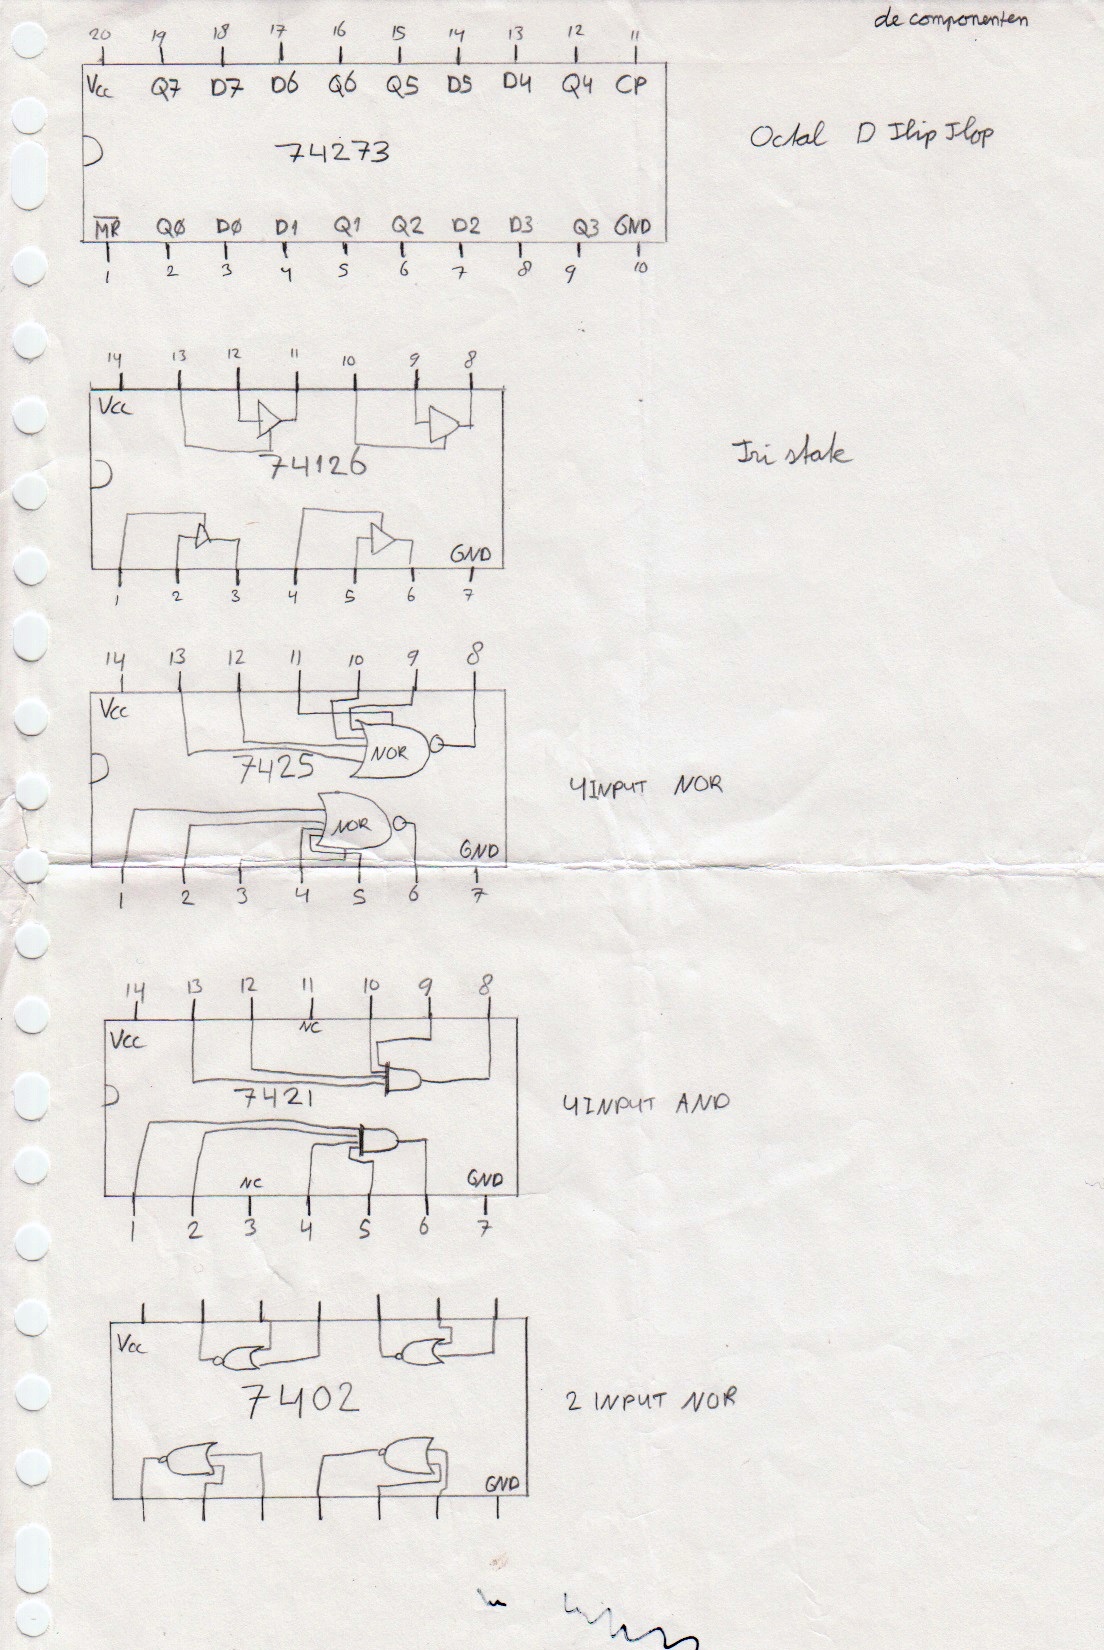 de componenten
20 19 18 17 16 15 14 13 12 11
Vcc Q7 D7 D6 Q6 Q5 D5 D4 Q4 CP
74273
Octal D Flip Flop
M̅R̅ Q0 D0 D1 Q1 Q2 D2 D3 Q3 GND
1 2 3 4 5 6 7 8 9 10
14 13 12 11 10 9 8
Vcc
74126
Tri state
GND
1 2 3 4 5 6 7
14 13 12 11 10 9 8
Vcc
NOR
7425
4INPUT NOR
NOR
GND
1 2 3 4 5 6 7
14 13 12 11 10 9 8
NC
Vcc
7421
4INPUT AND
NC GND
1 2 3 4 5 6 7
Vcc
7402
2 INPUT NOR
GND